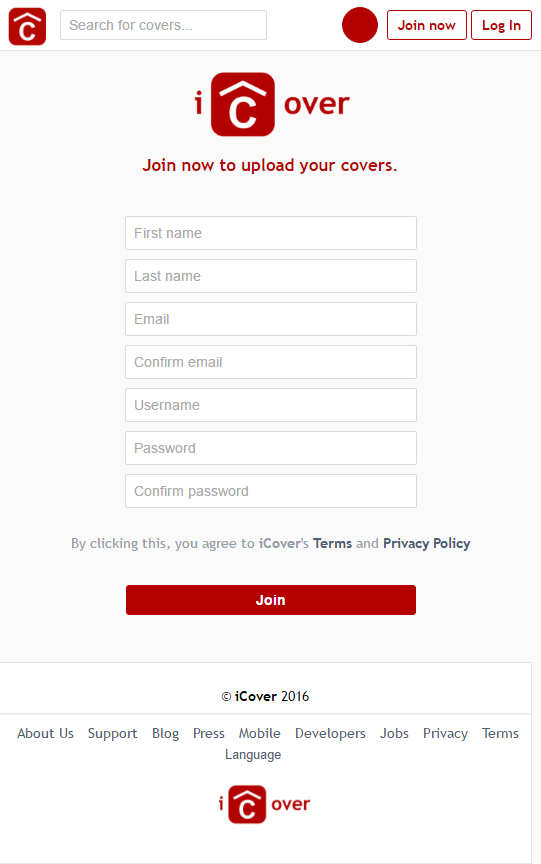 C Search for covers... Join now Log In
i C over
Join now to upload your covers.
First name
Last name
Email
Confirm email
Username
Password
Confirm password
By clicking this, you agree to iCover's Terms and Privacy Policy
Join
© iCover 2016
About Us Support Blog Press Mobile Developers Jobs Privacy Terms
Language
i C over